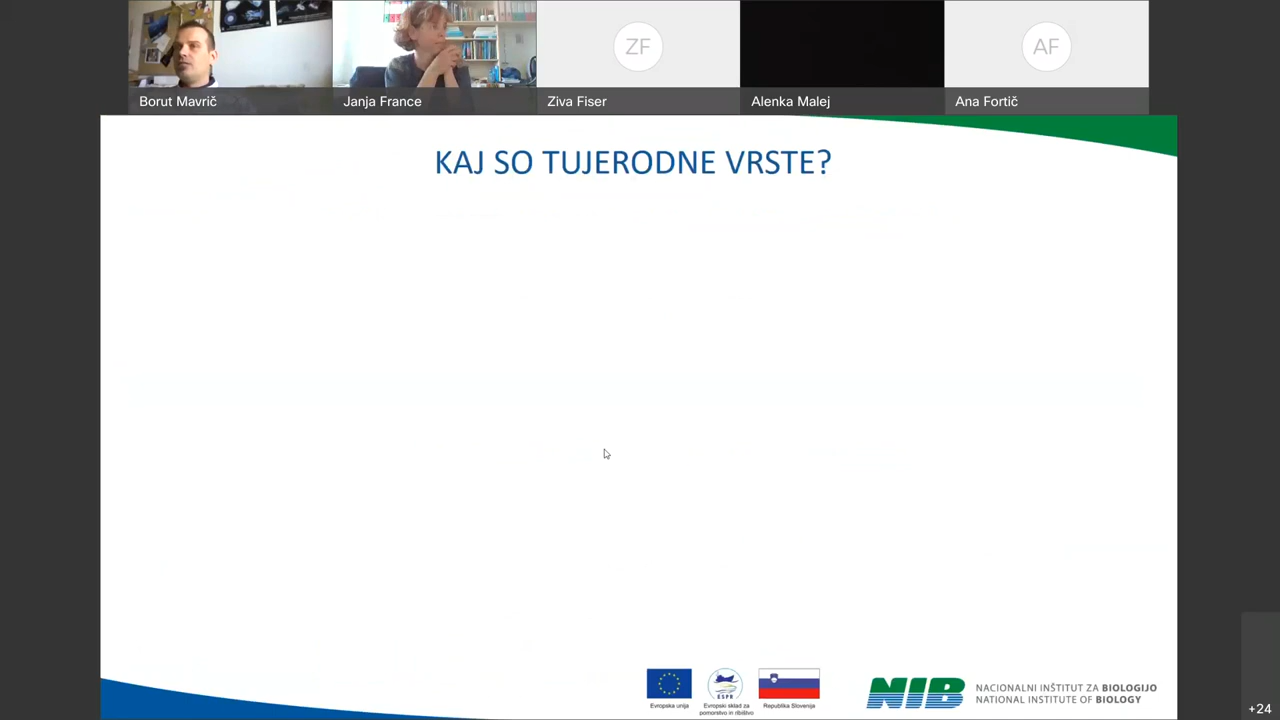 ZF
AF
Borut Mavrič
Janja France
Ziva Fiser
Alenka Malej
Ana Fortič
KAJ SO TUJERODNE VRSTE?
ESPR
Evropska unija
Evropski sklad za
pomorstvo in ribištvo
Republika Slovenija
NIB
NACIONALNI INŠTITUT ZA BIOLOGIJO
NATIONAL INSTITUTE OF BIOLOGY
+24